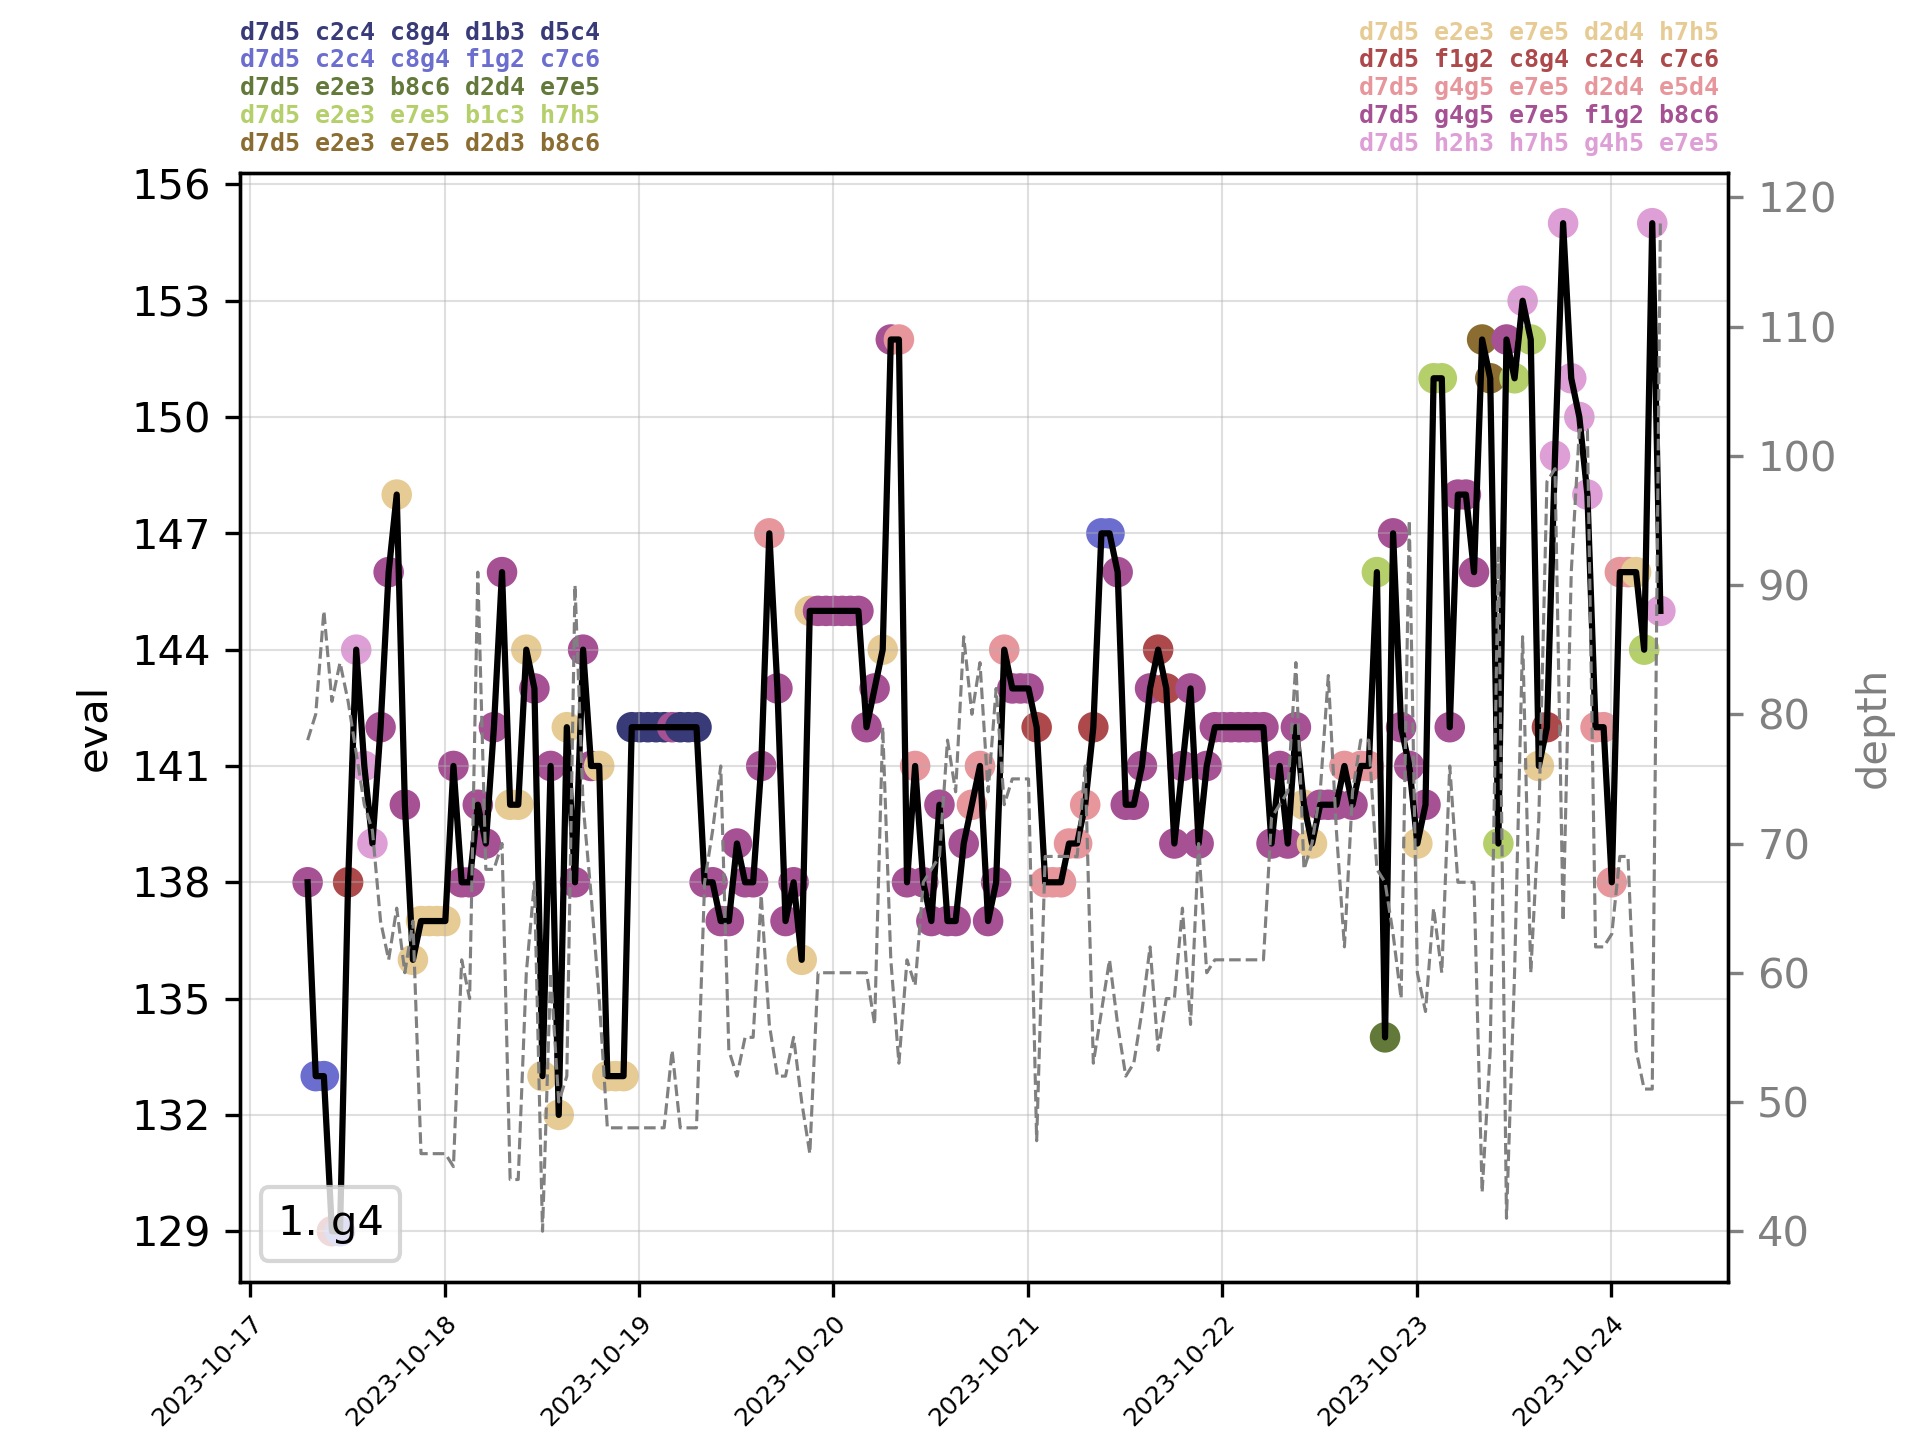 d7d5 c2c4 c8g4 d1b3 d5c4
d7d5 c2c4 c8g4 f1g2 c7c6
d7d5 e2e3 b8c6 d2d4 e7e5
d7d5 e2e3 e7e5 b1c3 h7h5
d7d5 e2e3 e7e5 d2d3 b8c6
d7d5 e2e3 e7e5 d2d4 h7h5
d7d5 f1g2 c8g4 c2c4 c7c6
d7d5 g4g5 e7e5 d2d4 e5d4
d7d5 g4g5 e7e5 f1g2 b8c6
d7d5 h2h3 h7h5 g4h5 e7e5
156
153
150
147
144
141
138
135
132
129
eval
120
110
100
90
80
70
60
50
40
depth
1. g4
2023-10-17
2023-10-18
2023-10-19
2023-10-20
2023-10-21
2023-10-22
2023-10-23
2023-10-24